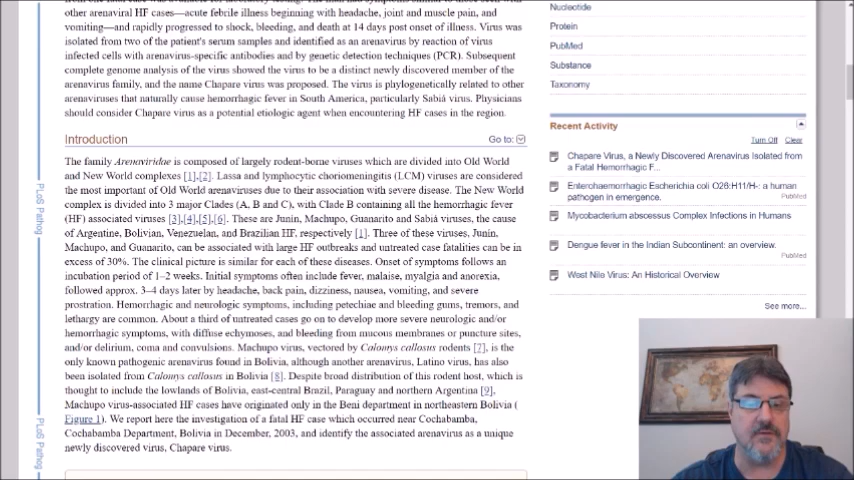 other arenaviral HF cases—acute febrile illness beginning with headache, joint and muscle pain, and
vomiting—and rapidly progressed to shock, bleeding, and death at 14 days post onset of illness. Virus was
isolated from two of the patient's serum samples and identified as an arenavirus by reaction of virus
infected cells with arenavirus-specific antibodies and by genetic detection techniques (PCR). Subsequent
complete genome analysis of the virus showed the virus to be a distinct newly discovered member of the
arenavirus family, and the name Chapare virus was proposed. The virus is phylogenetically related to other
arenaviruses that naturally cause hemorrhagic fever in South America, particularly Sabiá virus. Physicians
should consider Chapare virus as a potential etiologic agent when encountering HF cases in the region.
Introduction
Go to:
The family Arenaviridae is composed of largely rodent-borne viruses which are divided into Old World
and New World complexes [1],[2]. Lassa and lymphocytic choriomeningitis (LCM) viruses are considered
the most important of Old World arenaviruses due to their association with severe disease. The New World
complex is divided into 3 major Clades (A, B and C), with Clade B containing all the hemorrhagic fever
(HF) associated viruses [3],[4],[5],[6]. These are Junin, Machupo, Guanarito and Sabiá viruses, the cause
of Argentine, Bolivian, Venezuelan, and Brazilian HF, respectively [1]. Three of these viruses, Junin,
Machupo, and Guanarito, can be associated with large HF outbreaks and untreated case fatalities can be in
excess of 30%. The clinical picture is similar for each of these diseases. Onset of symptoms follows an
incubation period of 1–2 weeks. Initial symptoms often include fever, malaise, myalgia and anorexia,
followed approx. 3–4 days later by headache, back pain, dizziness, nausea, vomiting, and severe
prostration. Hemorrhagic and neurologic symptoms, including petechiae and bleeding gums, tremors, and
lethargy are common. About a third of untreated cases go on to develop more severe neurologic and/or
hemorrhagic symptoms, with diffuse echymoses, and bleeding from mucous membranes or puncture sites,
and/or delirium, coma and convulsions. Machupo virus, vectored by Calomys callosus rodents [7], is the
only known pathogenic arenavirus found in Bolivia, although another arenavirus, Latino virus, has also
been isolated from Calomys callosus in Bolivia [8]. Despite broad distribution of this rodent host, which is
thought to include the lowlands of Bolivia, east-central Brazil, Paraguay and northern Argentina [9],
Machupo virus-associated HF cases have originated only in the Beni department in northeastern Bolivia (
Figure 1). We report here the investigation of a fatal HF case which occurred near Cochabamba,
Cochabamba Department, Bolivia in December, 2003, and identify the associated arenavirus as a unique
newly discovered virus, Chapare virus.
PLoS Pathog
PLoS Pathog
Nucleotide
Protein
PubMed
Substance
Taxonomy
Recent Activity
Turn Off Clear
Chapare Virus, a Newly Discovered Arenavirus Isolated from
a Fatal Hemorrhagic F...
Enterohaemorrhagic Escherichia coli O26:H11/H-: a human
pathogen in emergence.
PubMed
Mycobacterium abscessus Complex Infections in Humans
Dengue fever in the Indian Subcontinent: an overview.
PubMed
West Nile Virus: An Historical Overview
See more...